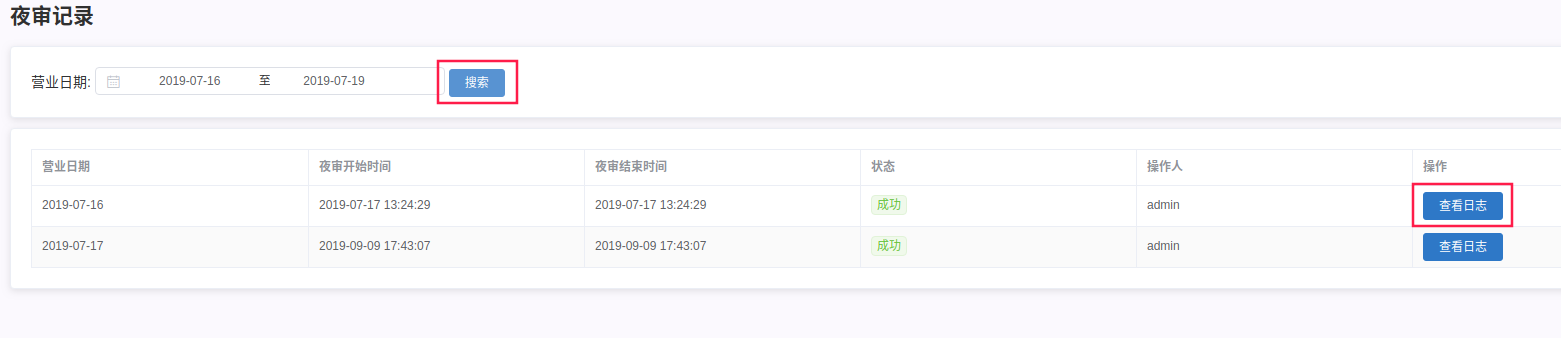 夜审记录
营业日期: 2019-07-16 至 2019-07-19 搜索
营业日期 夜审开始时间 夜审结束时间 状态 操作人 操作
2019-07-16 2019-07-17 13:24:29 2019-07-17 13:24:29 成功 admin 查看日志
2019-07-17 2019-09-09 17:43:07 2019-09-09 17:43:07 成功 admin 查看日志